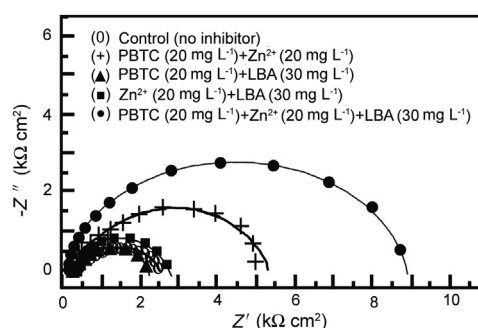 6
4
2
0
-Z″ (kΩ cm²)
(0) Control (no inhibitor)
(+) PBTC (20 mg L⁻¹)+Zn²⁺ (20 mg L⁻¹)
(▲) PBTC (20 mg L⁻¹)+LBA (30 mg L⁻¹)
(■) Zn²⁺ (20 mg L⁻¹)+LBA (30 mg L⁻¹)
(●) PBTC (20 mg L⁻¹)+Zn²⁺ (20 mg L⁻¹)+LBA (30 mg L⁻¹)
0 2 4 6 8 10
Z′ (kΩ cm²)